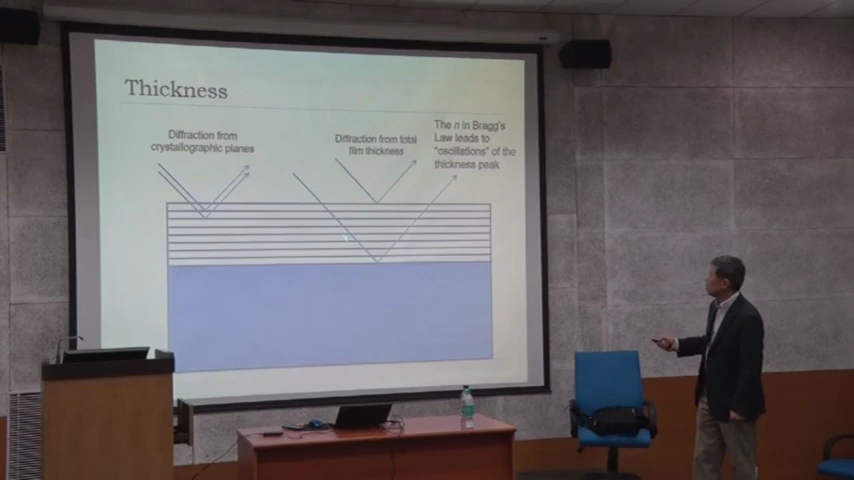 Thickness
Diffraction from
crystallographic planes
Diffraction from total
film thickness
The n in Bragg's
Law leads to
"oscillations" of the
thickness peak